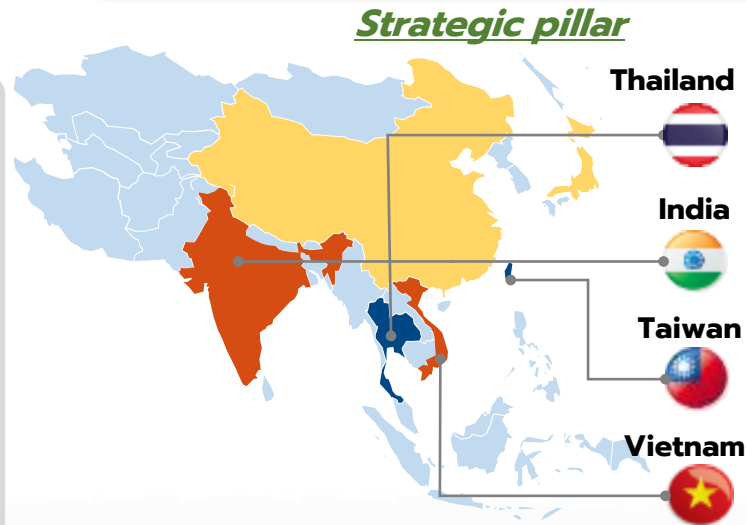 Strategic pillar
Thailand
India
Taiwan
Vietnam